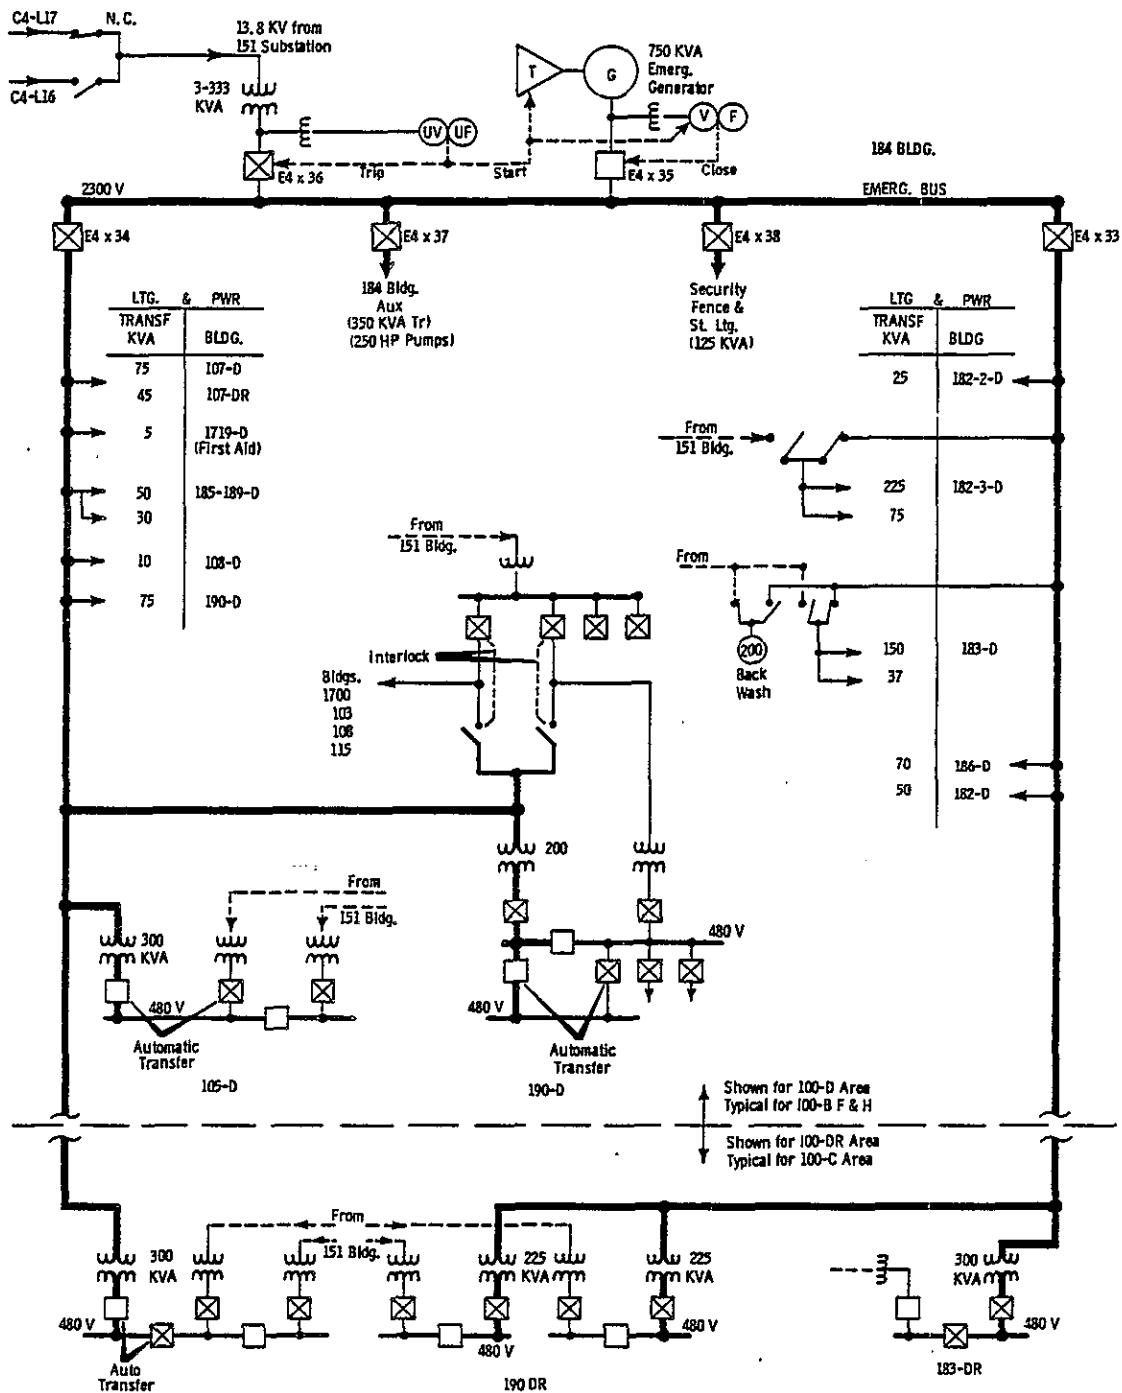 C4-L17
N.C.
13.8 KV from
151 Substation
C4-L16
3-333
KVA
UV
UF
E4 x 36
Trip
Start
T
G
750 KVA
Emerg.
Generator
V
F
E4 x 35
Close
184 BLDG.
2300 V
EMERG. BUS
E4 x 34
E4 x 37
E4 x 38
E4 x 33
184 Bldg.
Aux
(350 KVA Tr)
(250 HP Pumps)
Security
Fence &
St. Ltg.
(125 KVA)
LTG. & PWR
TRANSF
KVA BLDG.
75 107-D
45 107-DR
5 1719-D
(First Aid)
50 185-189-D
30
10 108-D
75 190-D
LTG & PWR
TRANSF
KVA BLDG
25 182-2-D
From
151 Bldg.
225 182-3-D
75
From
200
Back
Wash
150 183-D
37
70 186-D
50 182-D
From
151 Bldg.
Interlock
Bldgs.
1700
103
108
115
200
480 V
480 V
Automatic
Transfer
190-D
From
151 Bldg.
300
KVA
480 V
Automatic
Transfer
105-D
Shown for 100-D Area
Typical for 100-B F & H
Shown for 100-DR Area
Typical for 100-C Area
From
151 Bldg.
300
KVA
480 V
Auto
Transfer
225
KVA
480 V
225
KVA
480 V
190 DR
300
KVA
480 V
183-DR